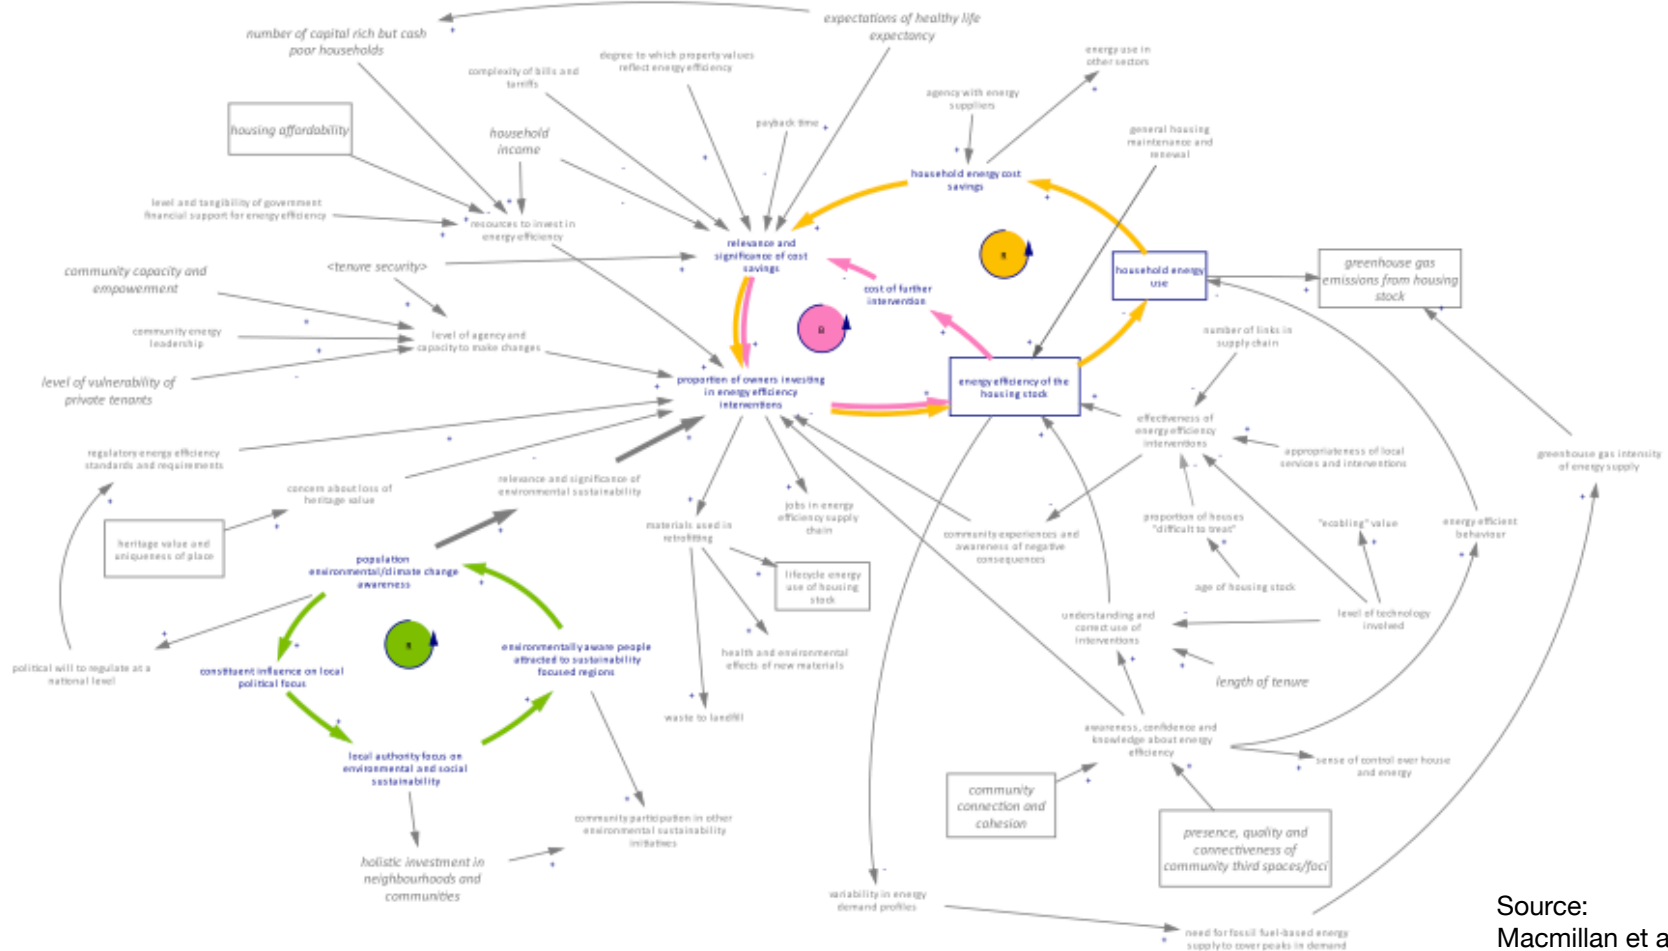 expectations of healthy life
expectancy
number of capital rich but cash
poor households
degree to which property values
reflect energy efficiency
energy use in
other sectors
complexity of bills and
tarriffs
agency with energy
suppliers
payback time
general housing
maintenance and
renewal
housing affordability
household
income
household energy cost
savings
level and tangibility of government
financial support for energy efficiency
resources to invest in
energy efficiency
relevance and
significance of cost
savings
<tenure security>
community capacity and
empowerment
cost of further
intervention
household energy
use
greenhouse gas
emissions from housing
stock
R
B
community energy
leadership
level of agency and
capacity to make changes
number of links in
supply chain
level of vulnerability of
private tenants
proportion of owners investing
in energy efficiency
interventions
energy efficiency of the
housing stock
effectiveness of
energy efficiency
interventions
regulatory energy efficiency
standards and requirements
appropriateness of local
services and interventions
greenhouse gas intensity
of energy supply
concern about loss of
heritage value
relevance and significance of
environmental sustainability
jobs in energy
efficiency supply
chain
materials used in
retrofitting
community experiences and
awareness of negative
consequences
proportion of houses
"difficult to treat"
"ecobling" value
energy efficient
behaviour
heritage value and
uniqueness of place
population
environmental/climate change
awareness
lifecycle energy
use of housing
stock
age of housing stock
level of technology
involved
understanding and
correct use of
interventions
R
environmentally aware people
attracted to sustainability
focused regions
health and environmental
effects of new materials
political will to regulate at a
national level
constituent influence on local
political focus
length of tenure
waste to landfill
awareness, confidence and
knowledge about energy
efficiency
local authority focus on
environmental and social
sustainability
sense of control over house
and energy
community
connection and
cohesion
community participation in other
environmental sustainability
initiatives
presence, quality and
connectiveness of
community third spaces/foci
holistic investment in
neighbourhoods and
communities
variability in energy
demand profiles
need for fossil fuel-based energy
supply to cover peaks in demand
Source:
Macmillan et a